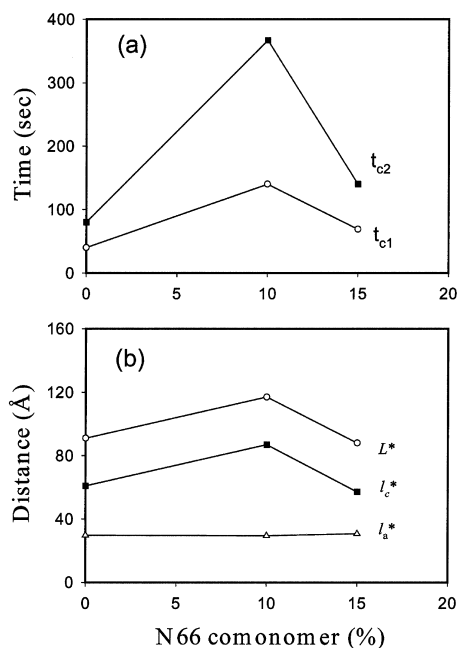 (a)
Time (sec)
400
300
200
100
0
t_c2
t_c1
0 5 10 15 20
(b)
Distance (Å)
160
120
80
40
0
L*
l_c*
l_a*
0 5 10 15 20
N66 comonomer (%)